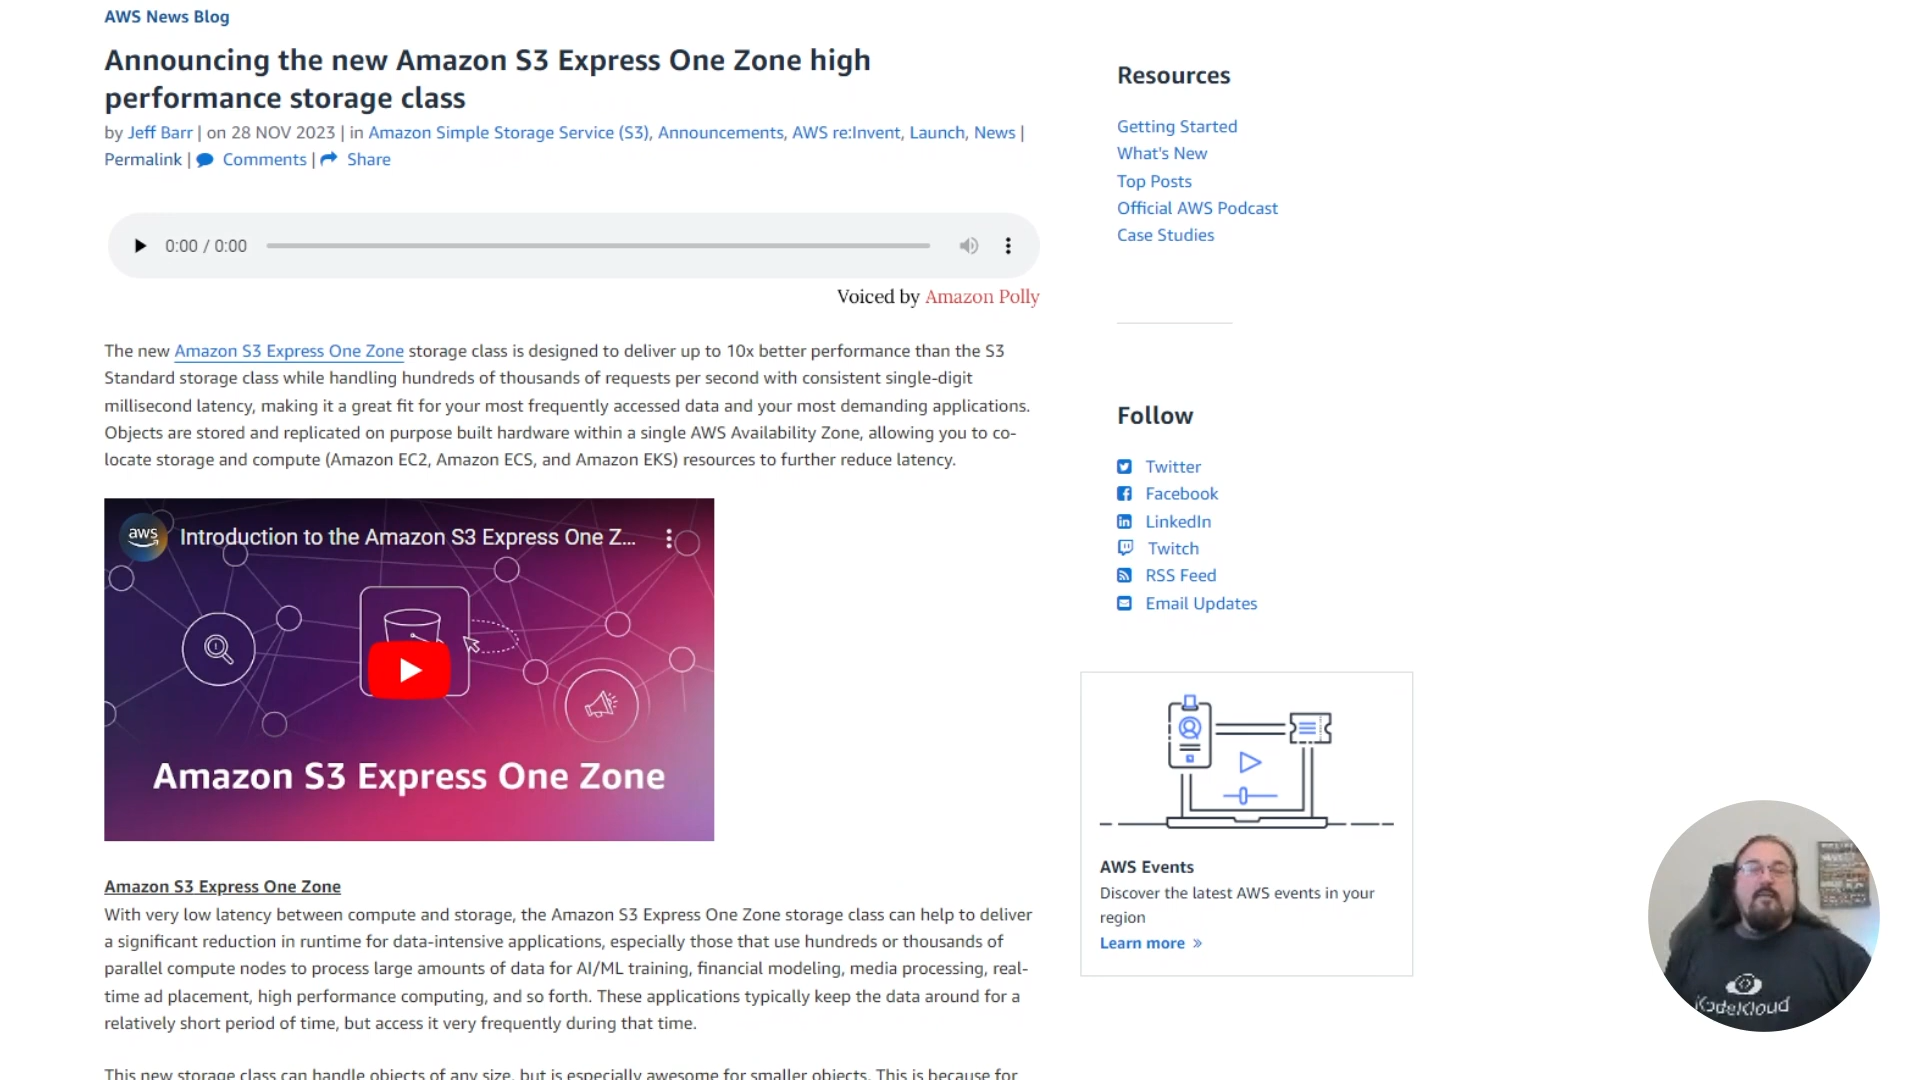 AWS News Blog
Announcing the new Amazon S3 Express One Zone high
performance storage class
by Jeff Barr | on 28 NOV 2023 | in Amazon Simple Storage Service (S3), Announcements, AWS re:Invent, Launch, News |
Permalink | Comments | Share
0:00 / 0:00
Voiced by Amazon Polly
The new Amazon S3 Express One Zone storage class is designed to deliver up to 10x better performance than the S3
Standard storage class while handling hundreds of thousands of requests per second with consistent single-digit
millisecond latency, making it a great fit for your most frequently accessed data and your most demanding applications.
Objects are stored and replicated on purpose built hardware within a single AWS Availability Zone, allowing you to co-
locate storage and compute (Amazon EC2, Amazon ECS, and Amazon EKS) resources to further reduce latency.
aws
Introduction to the Amazon S3 Express One Z...
Amazon S3 Express One Zone
Amazon S3 Express One Zone
With very low latency between compute and storage, the Amazon S3 Express One Zone storage class can help to deliver
a significant reduction in runtime for data-intensive applications, especially those that use hundreds or thousands of
parallel compute nodes to process large amounts of data for AI/ML training, financial modeling, media processing, real-
time ad placement, high performance computing, and so forth. These applications typically keep the data around for a
relatively short period of time, but access it very frequently during that time.
This new storage class can handle objects of any size, but is especially awesome for smaller objects. This is because for
Resources
Getting Started
What's New
Top Posts
Official AWS Podcast
Case Studies
Follow
Twitter
Facebook
LinkedIn
Twitch
RSS Feed
Email Updates
AWS Events
Discover the latest AWS events in your
region
Learn more »
KodeKloud